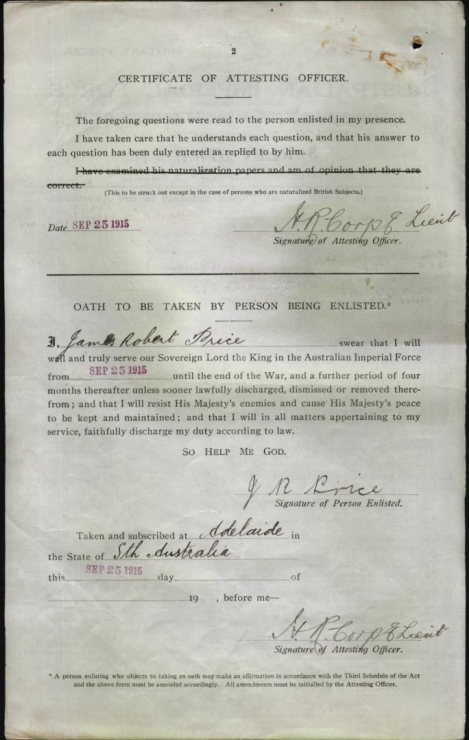 2
CERTIFICATE OF ATTESTING OFFICER.
The foregoing questions were read to the person enlisted in my presence.
I have taken care that he understands each question, and that his answer to
each question has been duly entered as replied to by him.
I have examined his naturalization papers and am of opinion that they are
correct.
(This to be struck out except in the case of persons who are naturalized British Subjects.)
Date SEP 25 1915 H. R. Corpe Lieut
Signature of Attesting Officer.
OATH TO BE TAKEN BY PERSON BEING ENLISTED.*
I, James Robert Price swear that I will
well and truly serve our Sovereign Lord the King in the Australian Imperial Force
from SEP 25 1915 until the end of the War, and a further period of four
months thereafter unless sooner lawfully discharged, dismissed or removed there-
from; and that I will resist His Majesty's enemies and cause His Majesty's peace
to be kept and maintained; and that I will in all matters appertaining to my
service, faithfully discharge my duty according to law.
SO HELP ME GOD.
J R Price
Signature of Person Enlisted.
Taken and subscribed at Adelaide in
the State of Sth Australia
this SEP 25 1915 day of
19 , before me—
H. R. Corpe Lieut
Signature of Attesting Officer.
* A person enlisting who objects to taking an oath may make an affirmation in accordance with the Third Schedule of the Act
and the above form must be amended accordingly. All amendments must be initialled by the Attesting Officer.